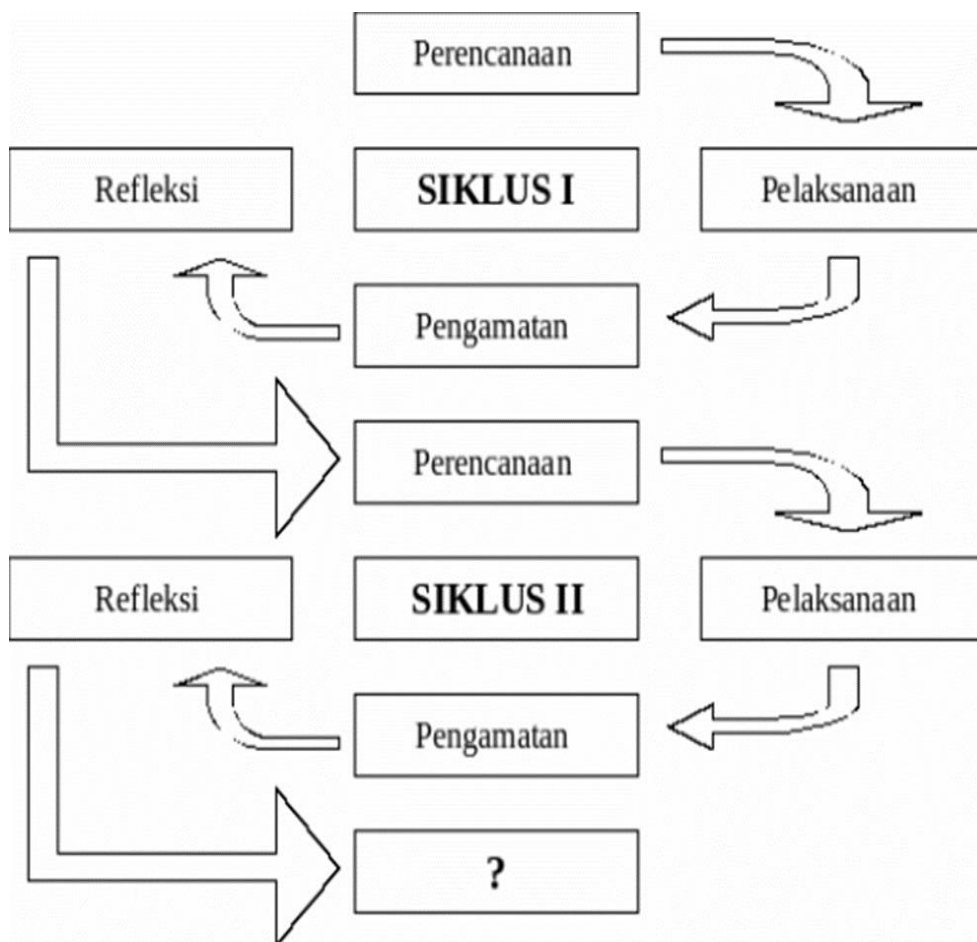 Perencanaan
Refleksi
SIKLUS I
Pelaksanaan
Pengamatan
Perencanaan
Refleksi
SIKLUS II
Pelaksanaan
Pengamatan
?